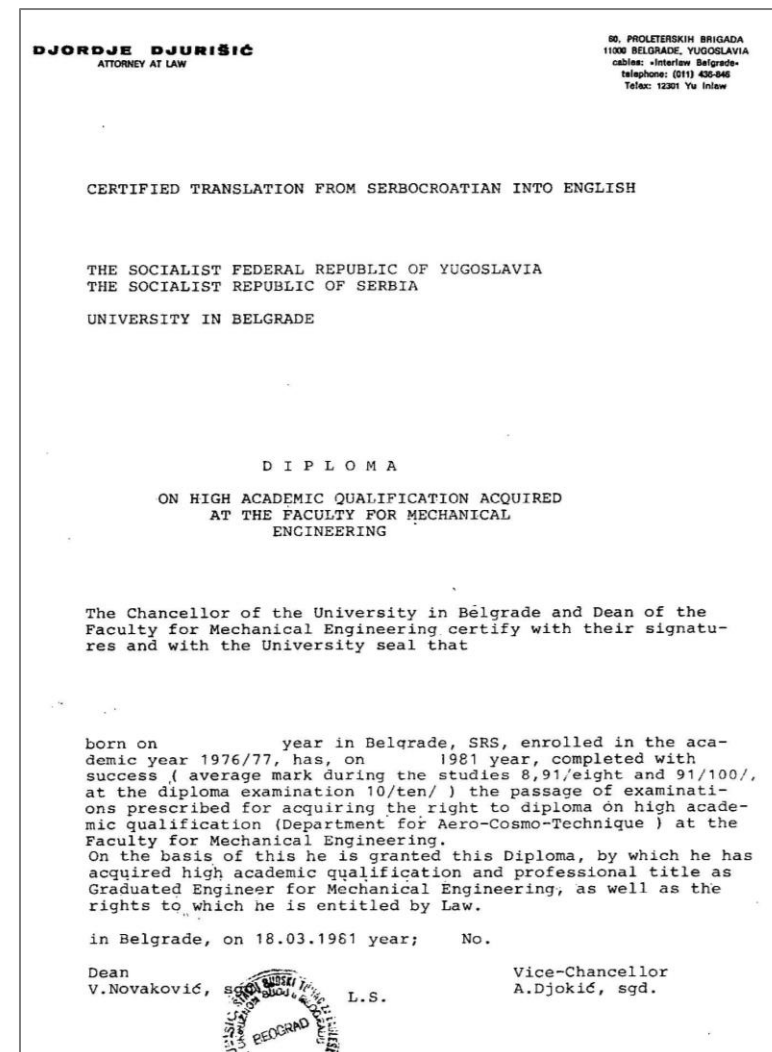 DJORDJE DJURIŠIĆ
ATTORNEY AT LAW
60, PROLETERSKIH BRIGADA
11000 BELGRADE, YUGOSLAVIA
cables: «Interlaw Belgrade»
telephone: (011) 436-846
Telex: 12301 Yu Inlaw
CERTIFIED TRANSLATION FROM SERBOCROATIAN INTO ENGLISH
THE SOCIALIST FEDERAL REPUBLIC OF YUGOSLAVIA
THE SOCIALIST REPUBLIC OF SERBIA
UNIVERSITY IN BELGRADE
D I P L O M A
ON HIGH ACADEMIC QUALIFICATION ACQUIRED
AT THE FACULTY FOR MECHANICAL
ENGINEERING
The Chancellor of the University in Belgrade and Dean of the
Faculty for Mechanical Engineering certify with their signatu-
res and with the University seal that
born on year in Belgrade, SRS, enrolled in the aca-
demic year 1976/77, has, on 1981 year, completed with
success ( average mark during the studies 8,91/eight and 91/100/,
at the diploma examination 10/ten/ ) the passage of examinati-
ons prescribed for acquiring the right to diploma on high acade-
mic qualification (Department for Aero-Cosmo-Technique ) at the
Faculty for Mechanical Engineering.
On the basis of this he is granted this Diploma, by which he has
acquired high academic qualification and professional title as
Graduated Engineer for Mechanical Engineering, as well as the
rights to which he is entitled by Law.
in Belgrade, on 18.03.1981 year; No.
Dean Vice-Chancellor
V.Novaković, sgd. L.S. A.Djokić, sgd.
BEOGRAD